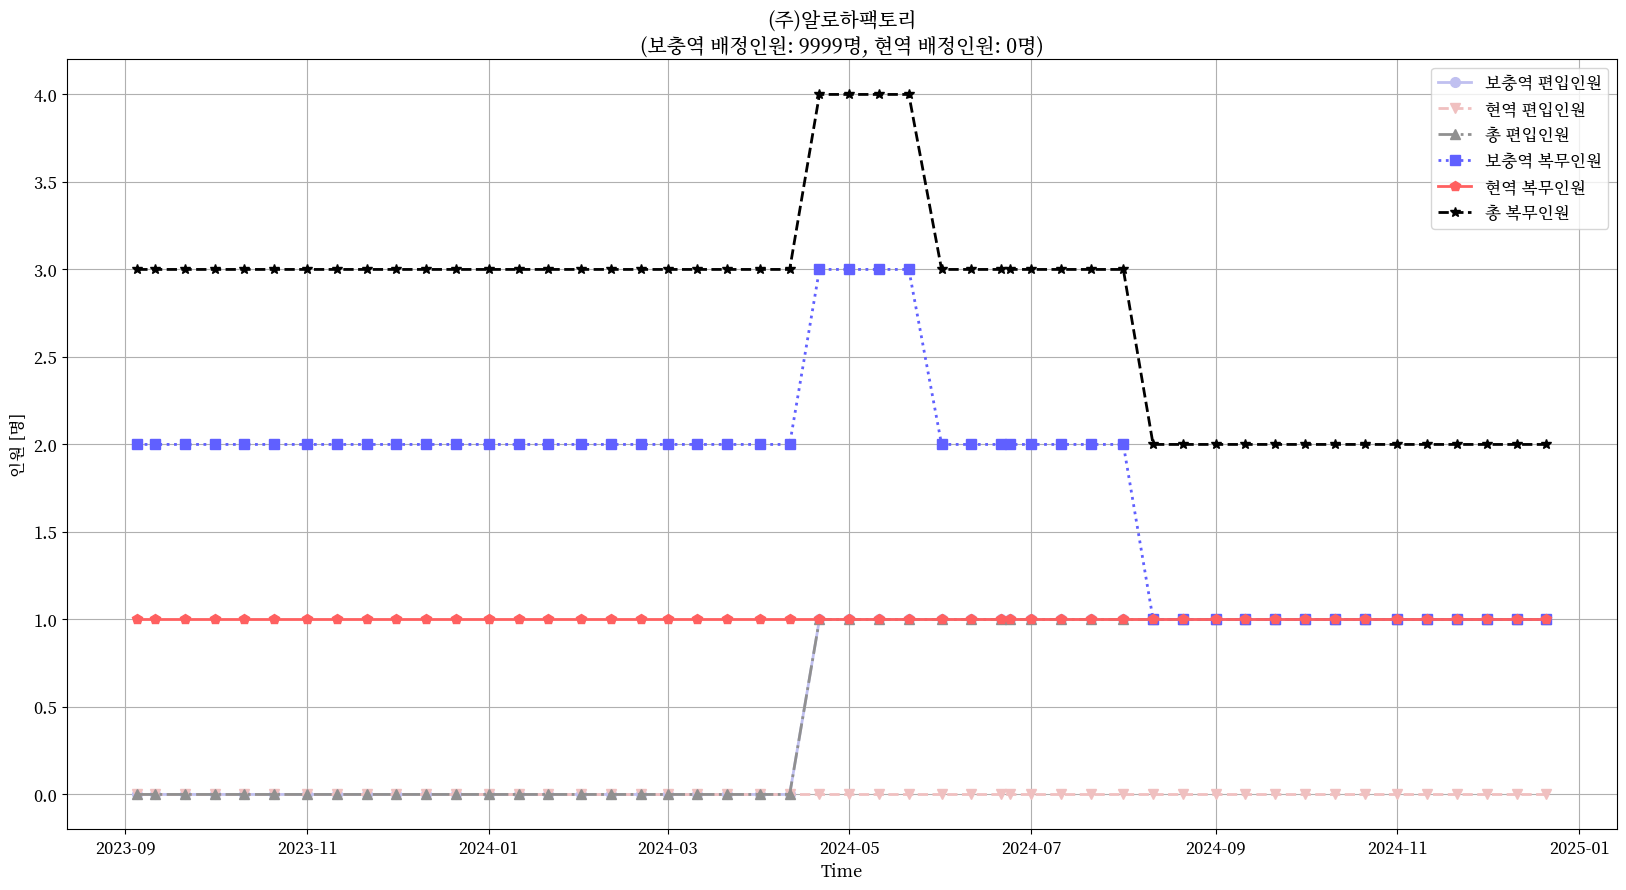 (주)알로하팩토리
(보충역 배정인원: 9999명, 현역 배정인원: 0명)
보충역 편입인원
현역 편입인원
총 편입인원
보충역 복무인원
현역 복무인원
총 복무인원
인원 [명]
4.0
3.5
3.0
2.5
2.0
1.5
1.0
0.5
0.0
2023-09
2023-11
2024-01
2024-03
2024-05
2024-07
2024-09
2024-11
2025-01
Time